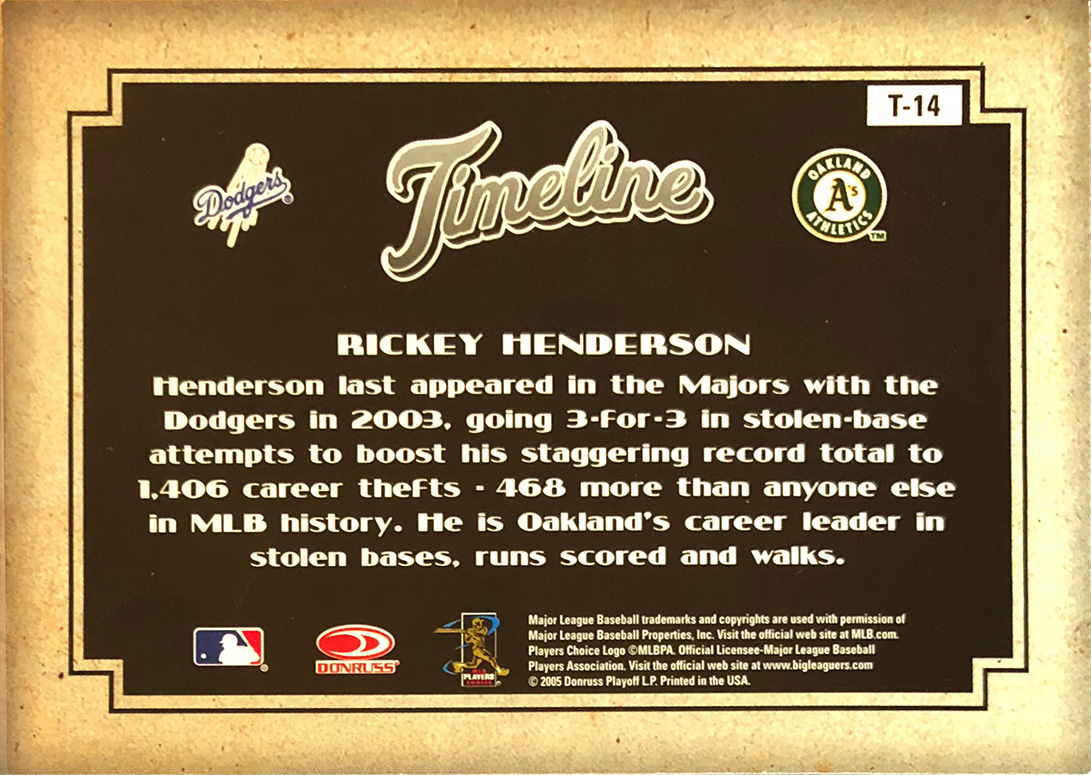 T-14
Dodgers
Timeline
OAKLAND
A's
ATHLETICS
TM
RICKEY HENDERSON
Henderson last appeared in the Majors with the
Dodgers in 2003, going 3-for-3 in stolen-base
attempts to boost his staggering record total to
1,406 career thefts - 468 more than anyone else
in MLB history. He is Oakland's career leader in
stolen bases, runs scored and walks.
DONRUSS
MLB
PLAYERS
CHOICE
Major League Baseball trademarks and copyrights are used with permission of
Major League Baseball Properties, Inc. Visit the official web site at MLB.com.
Players Choice Logo ©MLBPA. Official Licensee-Major League Baseball
Players Association. Visit the official web site at www.bigleaguers.com
© 2005 Donruss Playoff L.P. Printed in the USA.